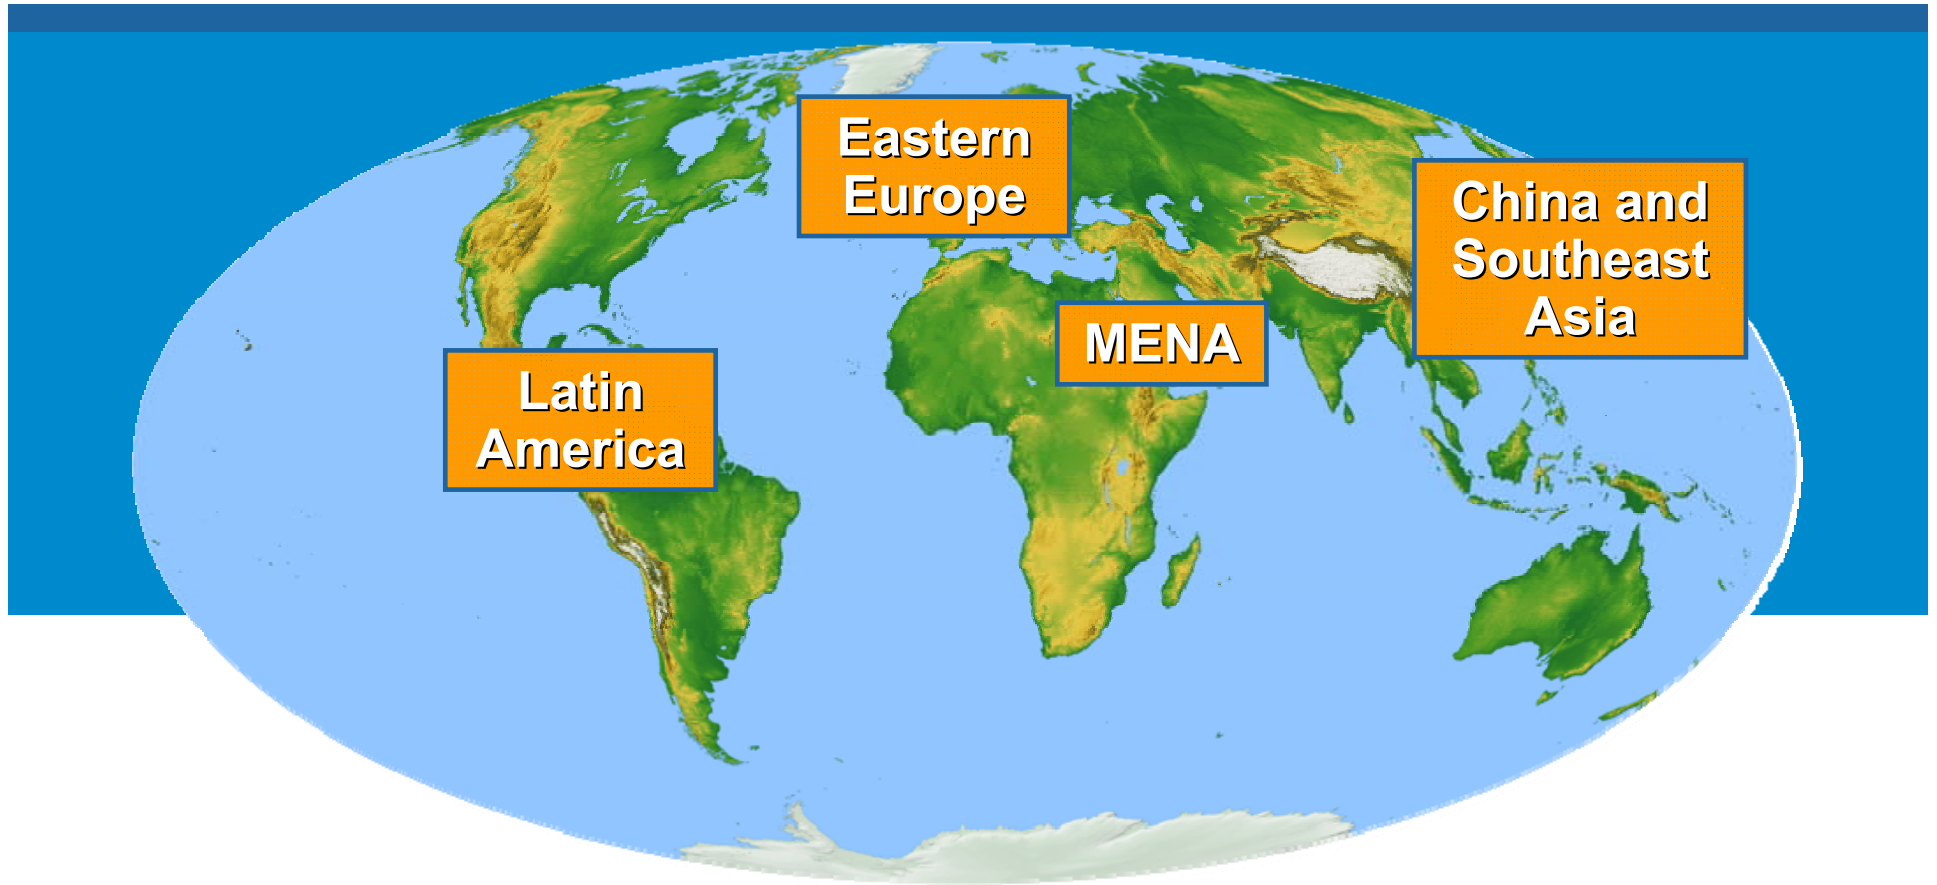 Eastern
Europe
China and
Southeast
Asia
MENA
Latin
America